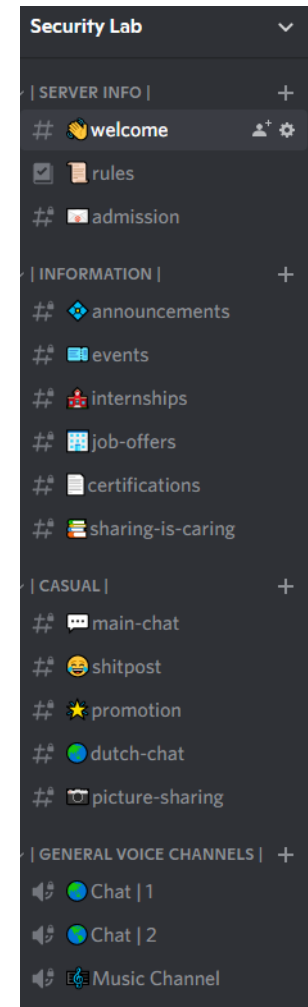 Security Lab
| SERVER INFO |
👋welcome
📜rules
💌admission
| INFORMATION |
💠announcements
🎟events
🏫internships
🏢job-offers
📄certifications
📚sharing-is-caring
| CASUAL |
💬main-chat
😂shitpost
🌟promotion
🌏dutch-chat
📷picture-sharing
| GENERAL VOICE CHANNELS |
🌏Chat | 1
🌏Chat | 2
🎼Music Channel